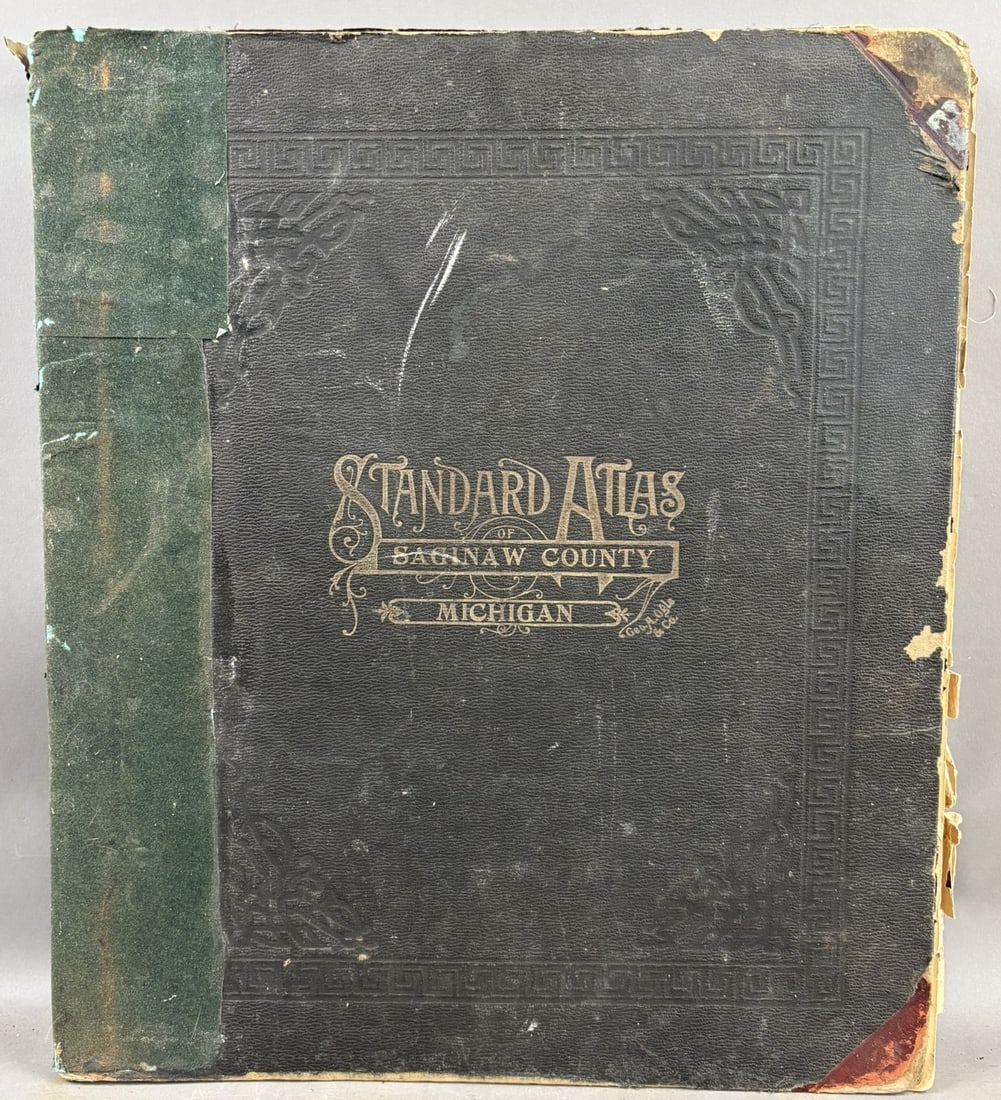 STANDARD ATLAS
OF
SAGINAW COUNTY
MICHIGAN
Geo. A. Ogle
& Co.